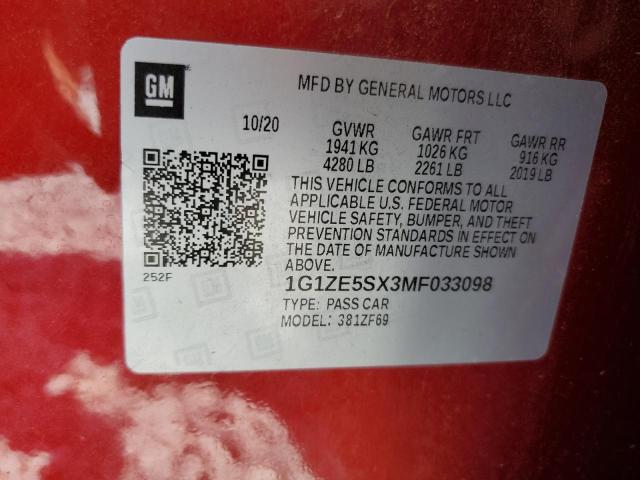 GM
MFD BY GENERAL MOTORS LLC
10/20 GVWR GAWR FRT GAWR RR
1941 KG 1026 KG 916 KG
4280 LB 2261 LB 2019 LB
THIS VEHICLE CONFORMS TO ALL
APPLICABLE U.S. FEDERAL MOTOR
VEHICLE SAFETY, BUMPER, AND THEFT
PREVENTION STANDARDS IN EFFECT ON
THE DATE OF MANUFACTURE SHOWN
ABOVE.
252F
1G1ZE5SX3MF033098
TYPE: PASS CAR
MODEL: 381ZF69